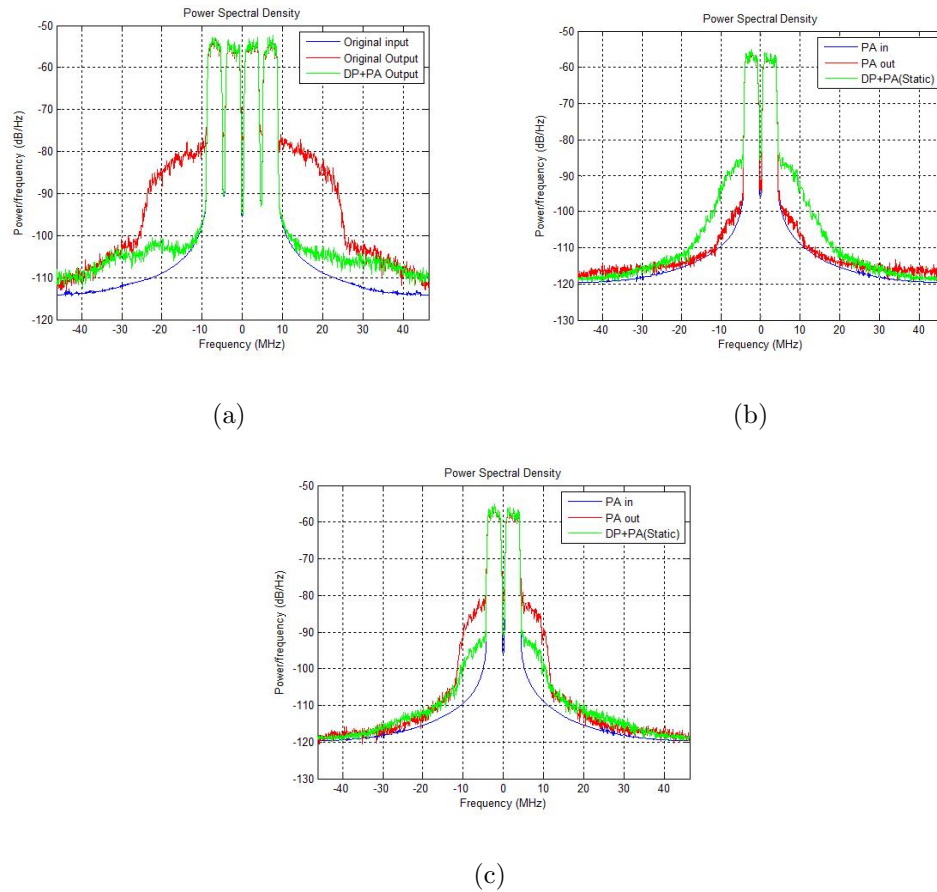 Power Spectral Density
-50
-60
-70
-80
-90
-100
-110
-120
Power/frequency (dB/Hz)
Original input
Original Output
DP+PA Output
-40 -30 -20 -10 0 10 20 30 40
Frequency (MHz)
(a)
Power Spectral Density
-50
-60
-70
-80
-90
-100
-110
-120
-130
Power/frequency (dB/Hz)
PA in
PA out
DP+PA(Static)
-40 -20 0 20 40
Frequency (MHz)
(b)
Power Spectral Density
-50
-60
-70
-80
-90
-100
-110
-120
-130
Power/frequency (dB/Hz)
PA in
PA out
DP+PA(Static)
-40 -30 -20 -10 0 10 20 30 40
Frequency (MHz)
(c)